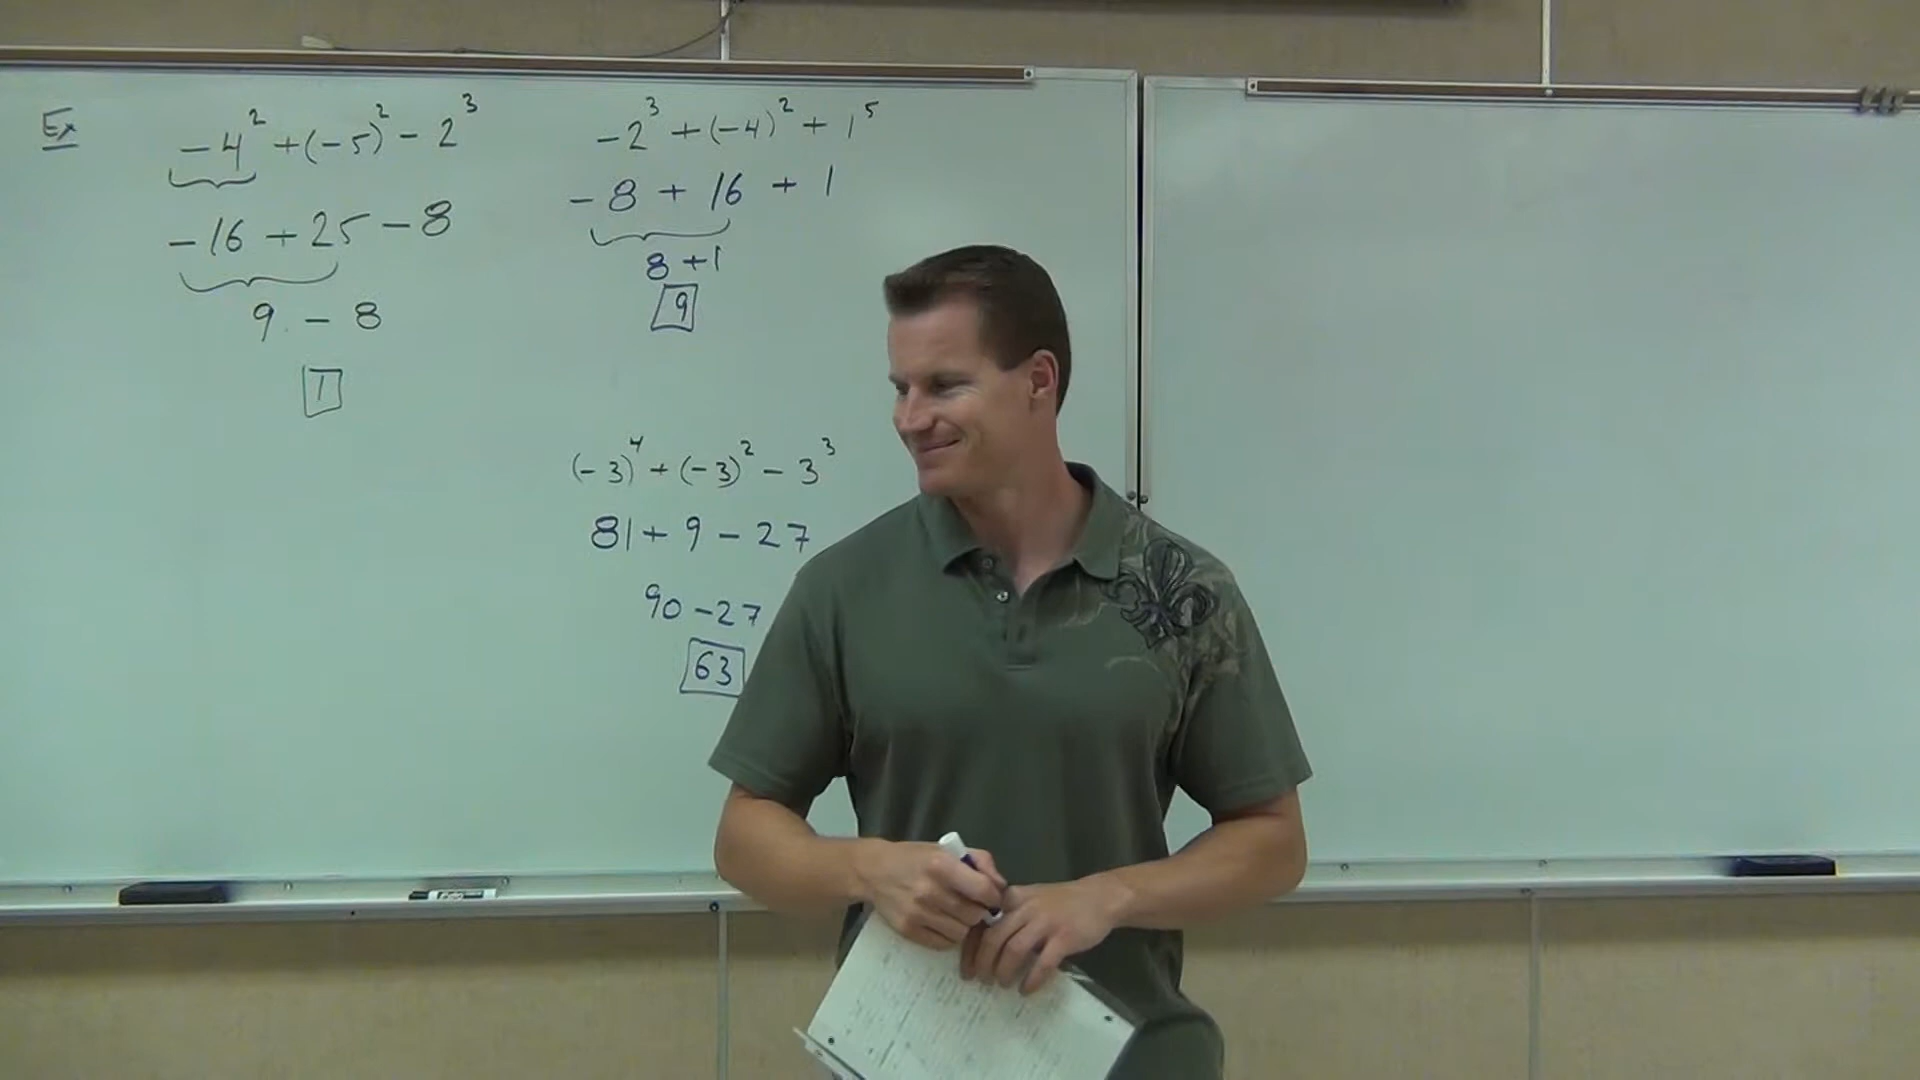 Ex
-4² + (-5)² - 2³
-16 + 25 - 8
9 - 8
1
-2³ + (-4)² + 1⁵
-8 + 16 + 1
8 + 1
9
(-3)⁴ + (-3)² - 3³
81 + 9 - 27
90 - 27
63